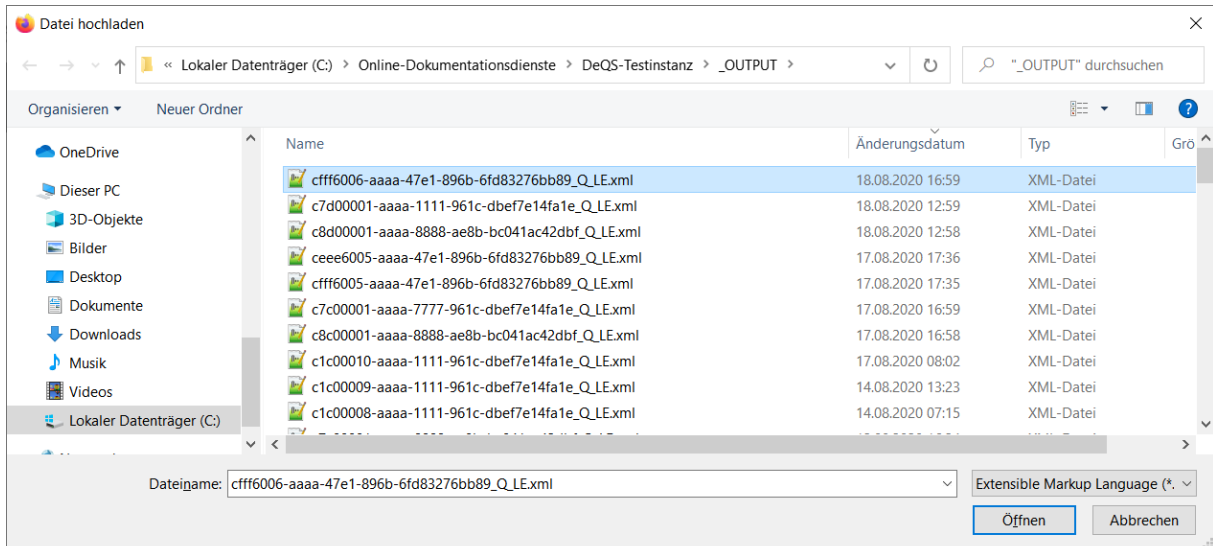 Datei hochladen
« Lokaler Datenträger (C:) > Online-Dokumentationsdienste > DeQS-Testinstanz > _OUTPUT >
"_OUTPUT" durchsuchen
Organisieren
Neuer Ordner
OneDrive
Dieser PC
3D-Objekte
Bilder
Desktop
Dokumente
Downloads
Musik
Videos
Lokaler Datenträger (C:)
Name Änderungsdatum Typ Grö
cfff6006-aaaa-47e1-896b-6fd83276bb89_Q_LE.xml 18.08.2020 16:59 XML-Datei
c7d00001-aaaa-1111-961c-dbef7e14fa1e_Q_LE.xml 18.08.2020 12:59 XML-Datei
c8d00001-aaaa-8888-ae8b-bc041ac42dbf_Q_LE.xml 18.08.2020 12:58 XML-Datei
ceee6005-aaaa-47e1-896b-6fd83276bb89_Q_LE.xml 17.08.2020 17:36 XML-Datei
cfff6005-aaaa-47e1-896b-6fd83276bb89_Q_LE.xml 17.08.2020 17:35 XML-Datei
c7c00001-aaaa-7777-961c-dbef7e14fa1e_Q_LE.xml 17.08.2020 16:59 XML-Datei
c8c00001-aaaa-8888-ae8b-bc041ac42dbf_Q_LE.xml 17.08.2020 16:58 XML-Datei
c1c00010-aaaa-1111-961c-dbef7e14fa1e_Q_LE.xml 17.08.2020 08:02 XML-Datei
c1c00009-aaaa-1111-961c-dbef7e14fa1e_Q_LE.xml 14.08.2020 13:23 XML-Datei
c1c00008-aaaa-1111-961c-dbef7e14fa1e_Q_LE.xml 14.08.2020 07:15 XML-Datei
Dateiname: cfff6006-aaaa-47e1-896b-6fd83276bb89_Q_LE.xml
Extensible Markup Language (*.
Öffnen
Abbrechen